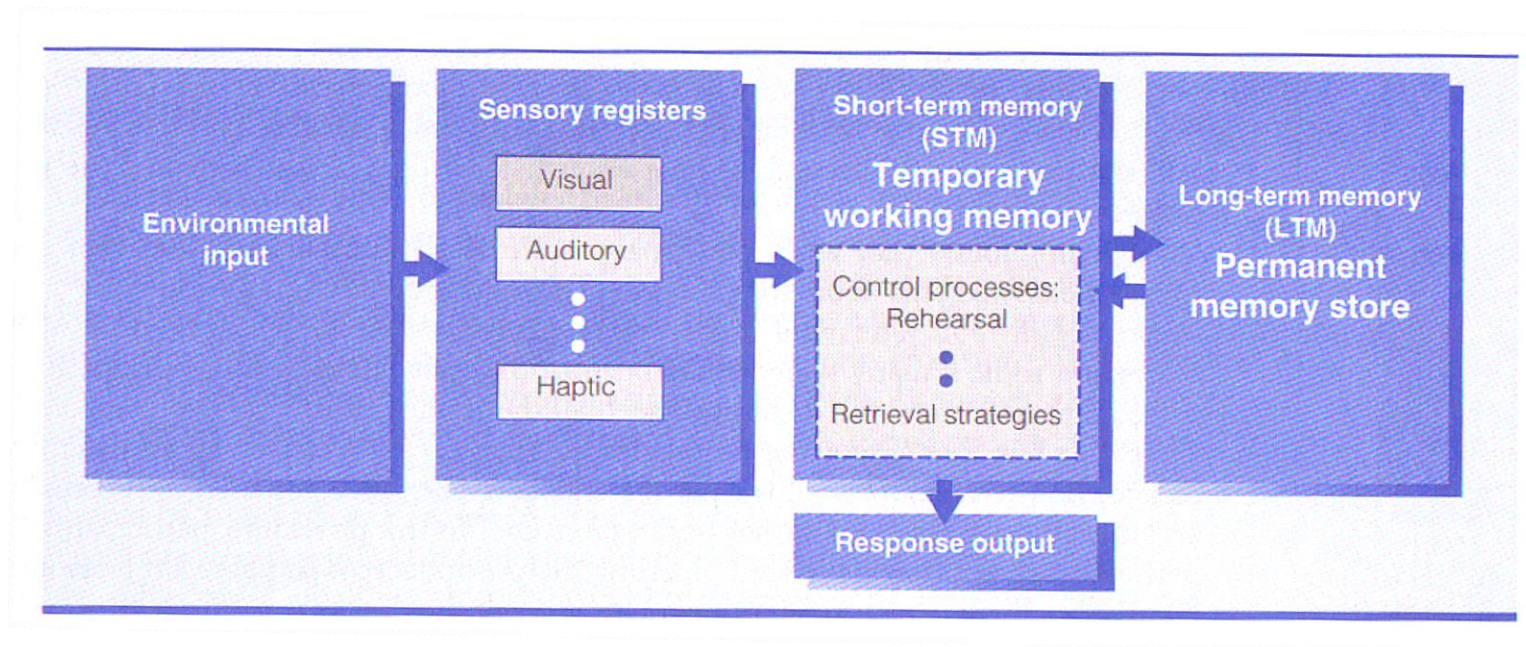 Environmental
input
Sensory registers
Visual
Auditory
Haptic
Short-term memory
(STM)
Temporary
working memory
Control processes:
Rehearsal
Retrieval strategies
Long-term memory
(LTM)
Permanent
memory store
Response output